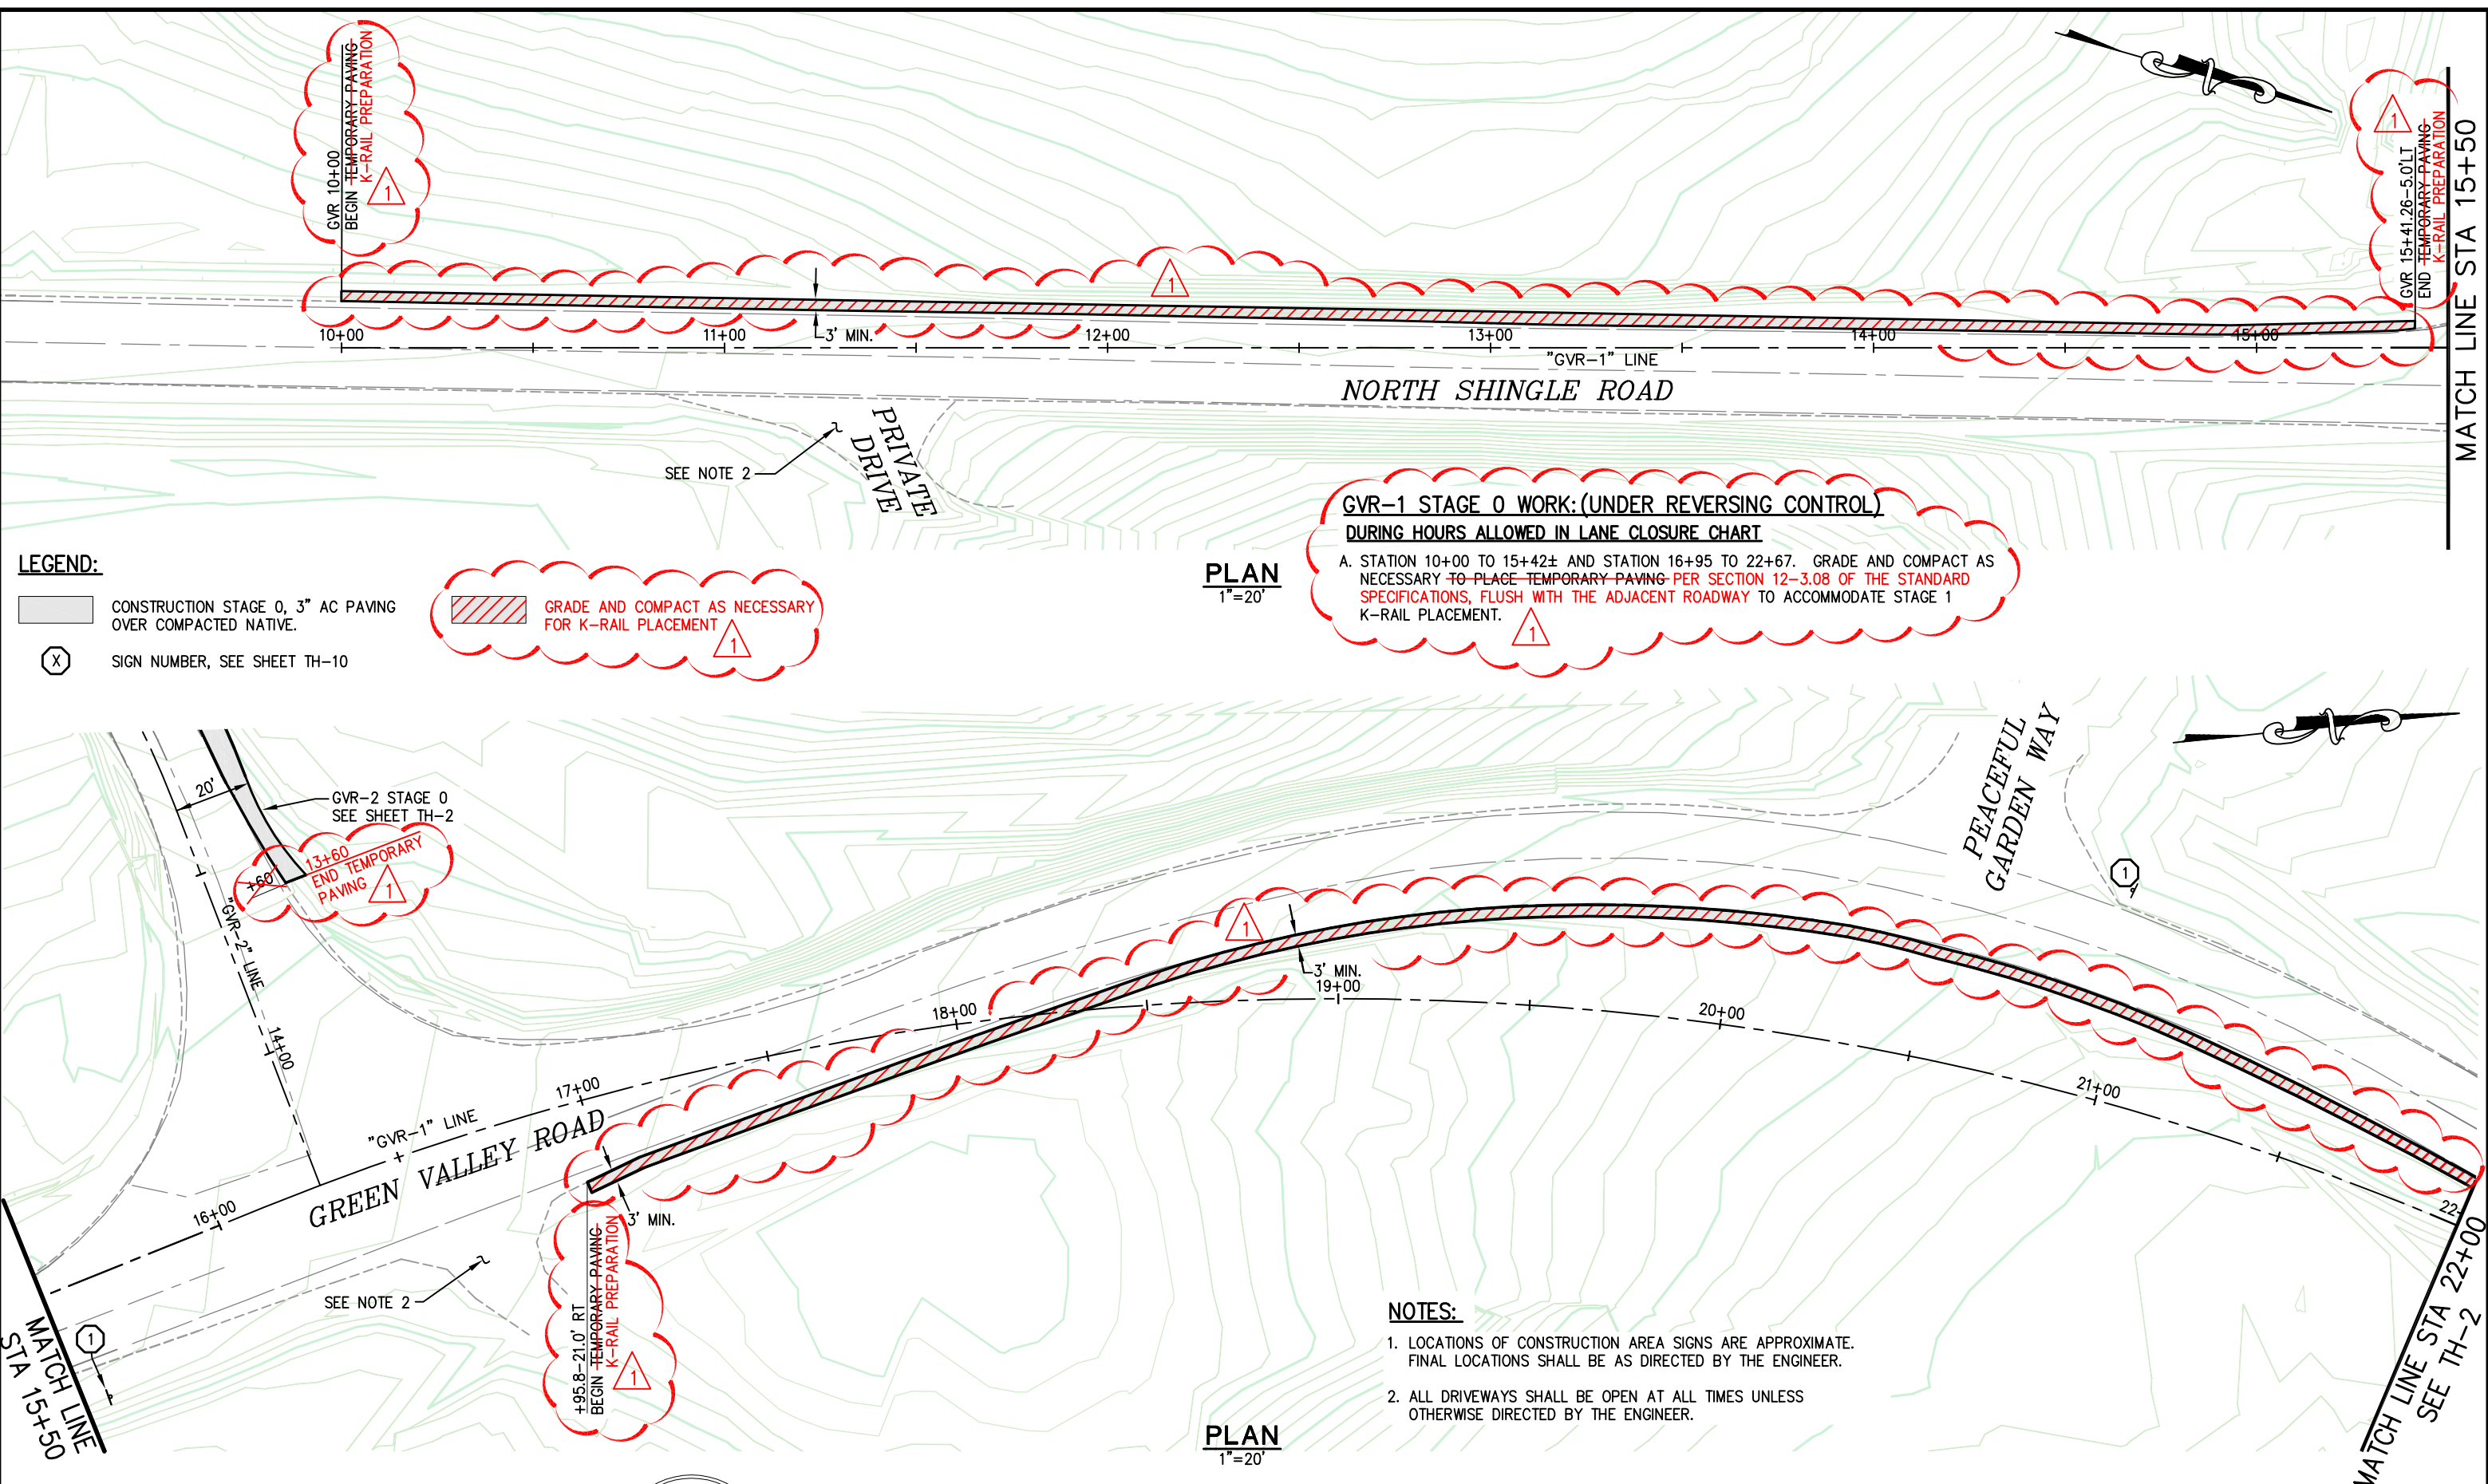 GVR 10+00
BEGIN TEMPORARY PAVING
K-RAIL PREPARATION
1
1
GVR 15+41.26-5.0'LT
END TEMPORARY PAVING
K-RAIL PREPARATION
1
MATCH LINE STA 15+50
10+00
11+00
3' MIN.
12+00
13+00
14+00
15+00
"GVR-1" LINE
NORTH SHINGLE ROAD
PRIVATE
DRIVE
SEE NOTE 2
GVR-1 STAGE 0 WORK:(UNDER REVERSING CONTROL)
DURING HOURS ALLOWED IN LANE CLOSURE CHART
A. STATION 10+00 TO 15+42± AND STATION 16+95 TO 22+67. GRADE AND COMPACT AS
NECESSARY TO PLACE TEMPORARY PAVING PER SECTION 12-3.08 OF THE STANDARD
SPECIFICATIONS, FLUSH WITH THE ADJACENT ROADWAY TO ACCOMMODATE STAGE 1
K-RAIL PLACEMENT.
1
LEGEND:
CONSTRUCTION STAGE 0, 3" AC PAVING
OVER COMPACTED NATIVE.
X
SIGN NUMBER, SEE SHEET TH-10
GRADE AND COMPACT AS NECESSARY
FOR K-RAIL PLACEMENT
1
PLAN
1"=20'
20'
GVR-2 STAGE 0
SEE SHEET TH-2
+60
13+60
END TEMPORARY
PAVING
1
"GVR-2" LINE
14+00
PEACEFUL
GARDEN WAY
1
1
3' MIN.
16+00
17+00
18+00
19+00
20+00
21+00
22+
"GVR-1" LINE
GREEN VALLEY ROAD
3' MIN.
+95.8-21.0' RT
BEGIN TEMPORARY PAVING
K-RAIL PREPARATION
1
SEE NOTE 2
1
MATCH LINE
STA 15+50
NOTES:
1. LOCATIONS OF CONSTRUCTION AREA SIGNS ARE APPROXIMATE.
FINAL LOCATIONS SHALL BE AS DIRECTED BY THE ENGINEER.
2. ALL DRIVEWAYS SHALL BE OPEN AT ALL TIMES UNLESS
OTHERWISE DIRECTED BY THE ENGINEER.
MATCH LINE STA 22+00
SEE TH-2
PLAN
1"=20'